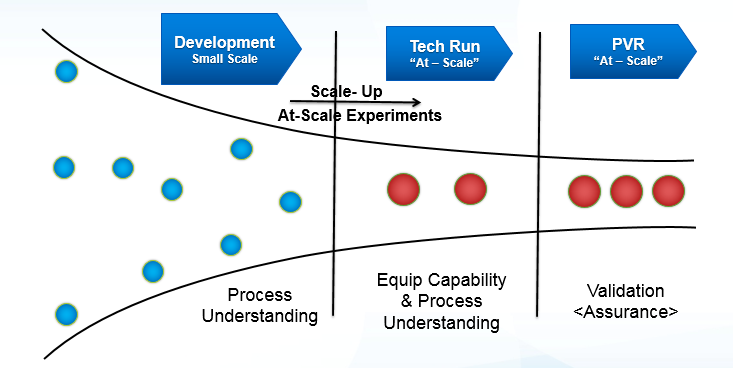 Development
Small Scale
Tech Run
“At – Scale”
PVR
“At – Scale”
Scale- Up
At-Scale Experiments
Process
Understanding
Equip Capability
& Process
Understanding
Validation
<Assurance>